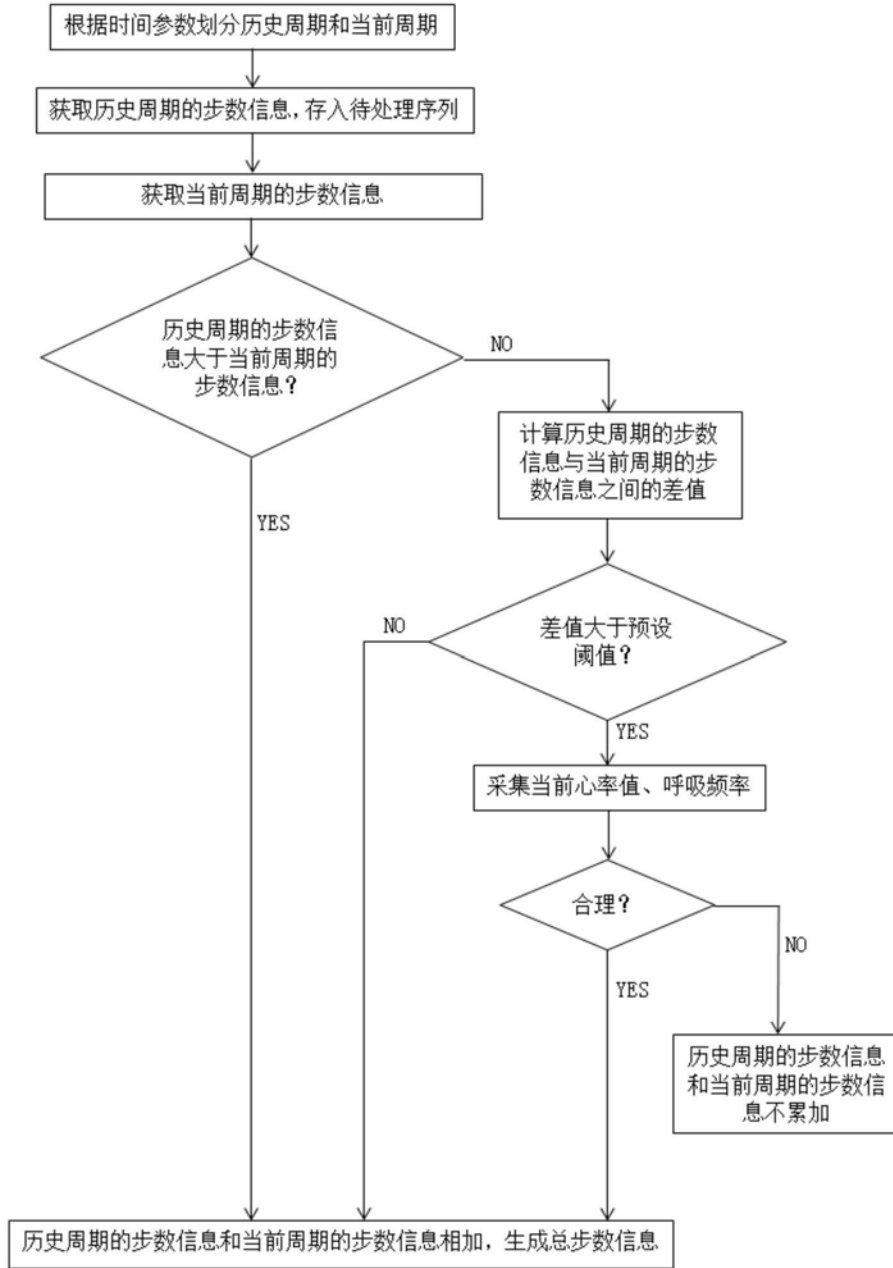 根据时间参数划分历史周期和当前周期
获取历史周期的步数信息,存入待处理序列
获取当前周期的步数信息
历史周期的步数信
息大于当前周期的
步数信息？
NO
计算历史周期的步数
信息与当前周期的步
数信息之间的差值
YES
NO
差值大于预设
阈值？
YES
采集当前心率值、呼吸频率
合理？
NO
YES
历史周期的步数信息
和当前周期的步数信
息不累加
历史周期的步数信息和当前周期的步数信息相加，生成总步数信息